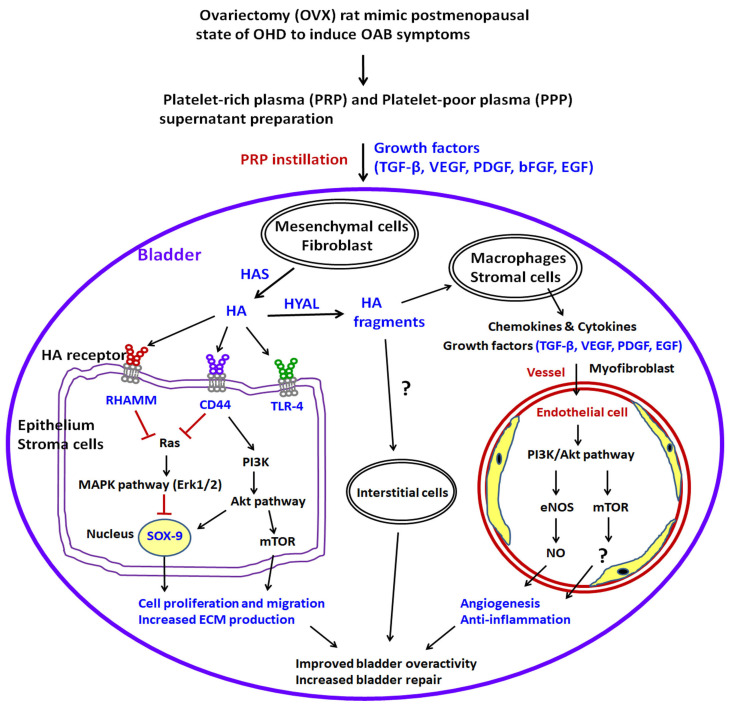 Ovariectomy (OVX) rat mimic postmenopausal
state of OHD to induce OAB symptoms
Platelet-rich plasma (PRP) and Platelet-poor plasma (PPP)
supernatant preparation
PRP instillation
Growth factors
(TGF-β, VEGF, PDGF, bFGF, EGF)
Bladder
Mesenchymal cells
Fibroblast
Macrophages
Stromal cells
HAS
HA
HYAL
HA
fragments
Chemokines & Cytokines
Growth factors (TGF-β, VEGF, PDGF, EGF)
HA receptor
RHAMM
CD44
TLR-4
?
Vessel
Myofibroblast
Endothelial cell
Epithelium
Stroma cells
Ras
PI3K
MAPK pathway (Erk1/2)
Akt pathway
Nucleus
SOX-9
mTOR
Interstitial cells
PI3K/Akt pathway
eNOS
mTOR
NO
?
Cell proliferation and migration
Increased ECM production
Angiogenesis
Anti-inflammation
Improved bladder overactivity
Increased bladder repair